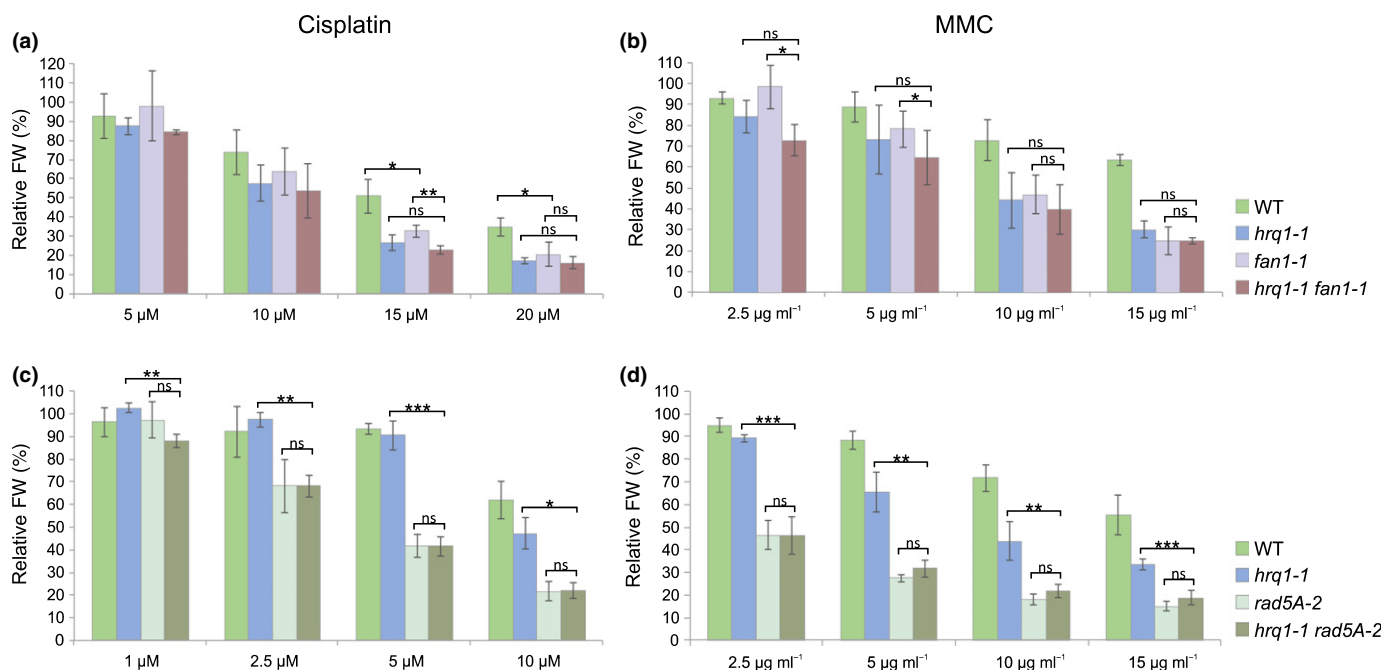 Cisplatin
MMC
(a)
Relative FW (%)
120
110
100
90
80
70
60
50
40
30
20
10
0
*
**
ns
*
ns
ns
5 µM
10 µM
15 µM
20 µM
(b)
Relative FW (%)
110
100
90
80
70
60
50
40
30
20
10
0
ns
*
ns
*
ns
ns
ns
ns
2.5 µg ml⁻¹
5 µg ml⁻¹
10 µg ml⁻¹
15 µg ml⁻¹
WT
hrq1-1
fan1-1
hrq1-1 fan1-1
(c)
Relative FW (%)
110
100
90
80
70
60
50
40
30
20
10
0
**
ns
**
ns
***
ns
*
ns
1 µM
2.5 µM
5 µM
10 µM
(d)
Relative FW (%)
110
100
90
80
70
60
50
40
30
20
10
0
***
ns
**
ns
**
ns
***
ns
2.5 µg ml⁻¹
5 µg ml⁻¹
10 µg ml⁻¹
15 µg ml⁻¹
WT
hrq1-1
rad5A-2
hrq1-1 rad5A-2